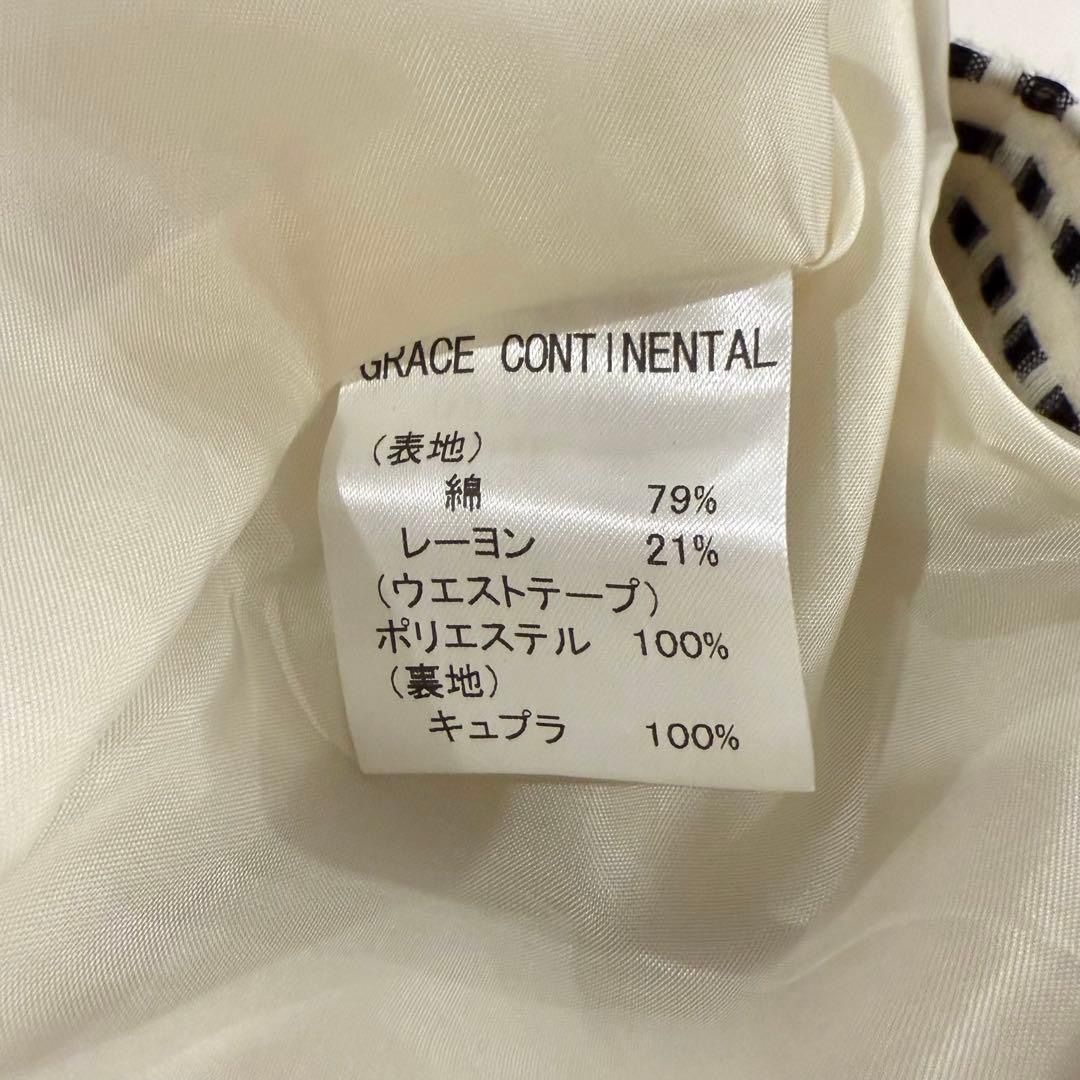 GRACE CONTINENTAL
(表地)
綿 79%
レーヨン 21%
(ウエストテープ)
ポリエステル 100%
(裏地)
キュプラ 100%